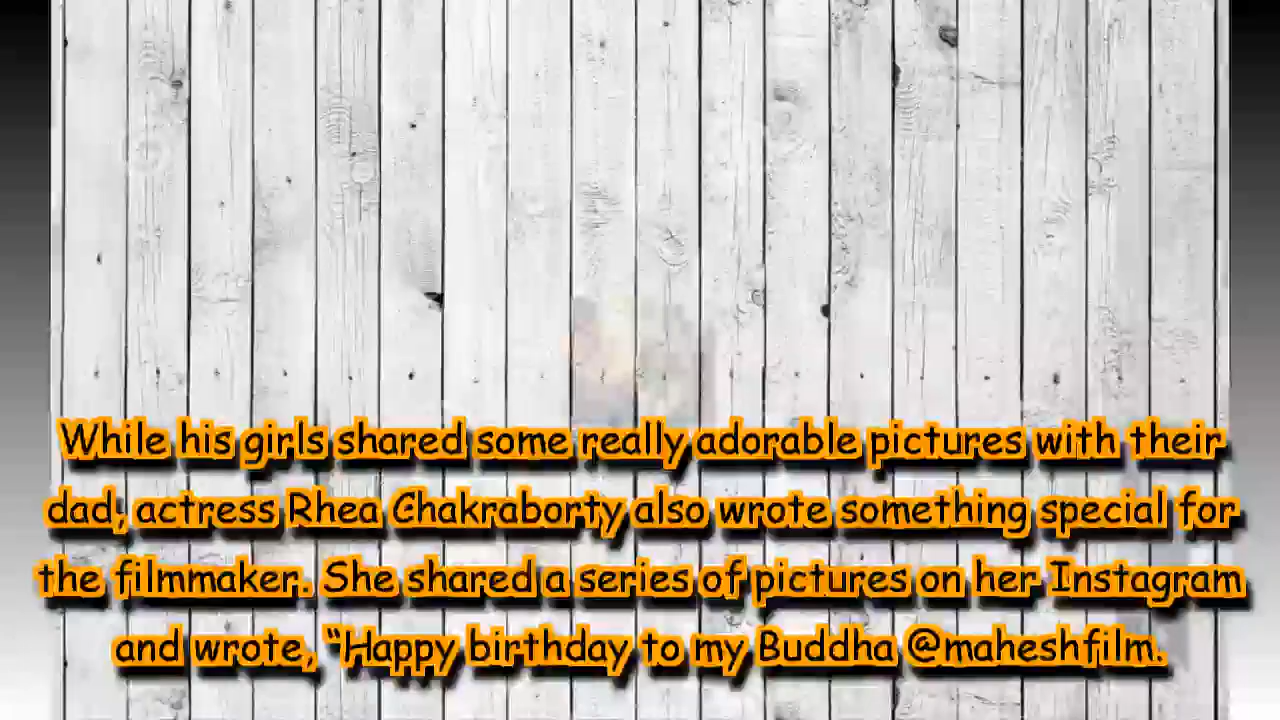 While his girls shared some really adorable pictures with their
dad, actress Rhea Chakraborty also wrote something special for
the filmmaker. She shared a series of pictures on her Instagram
and wrote, “Happy birthday to my Buddha @maheshfilm.